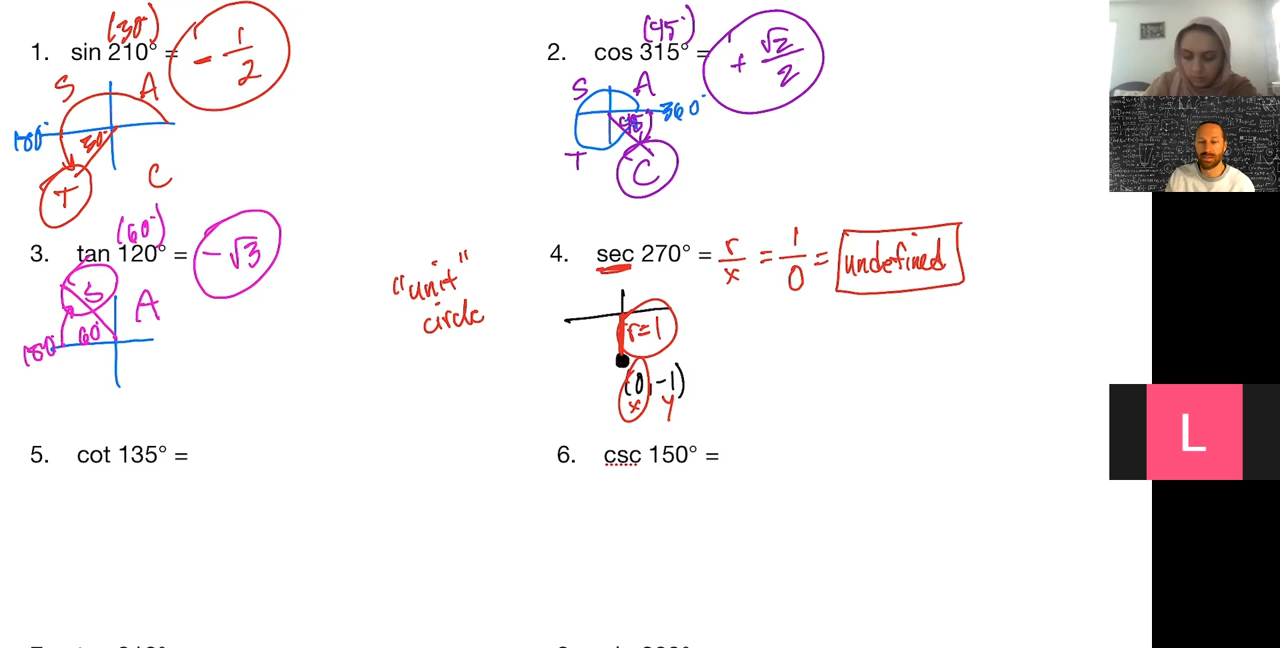 (30°)
1. sin 210° = - 1/2
S A
180° 30°
T C
(45°)
2. cos 315° = + √2/2
S A
45° 360°
T C
(60°)
3. tan 120° = -√3
S A
180° 60°
"unit"
circle
4. sec 270° = r/x = 1/0 = undefined
r=1
(0,-1)
x y
5. cot 135° =
6. csc 150° =
L